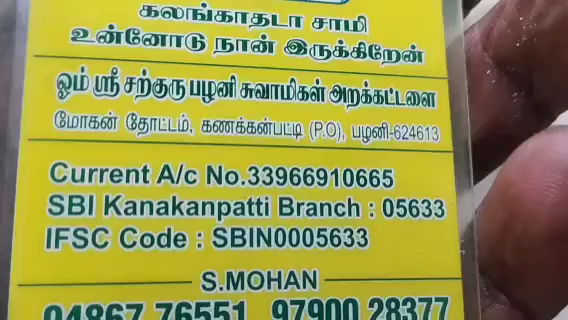 கலங்காதடா சாமி
உன்னோடு நான் இருக்கிறேன்
ஓம் ஸ்ரீ சற்குரு பழனி சுவாமிகள் அறக்கட்டளை
மோகன் தோட்டம், கணக்கன்பட்டி (P.O), பழனி-624613
Current A/c No.33966910665
SBI Kanakanpatti Branch : 05633
IFSC Code : SBIN0005633
S.MOHAN
04867 76551 97900 28377